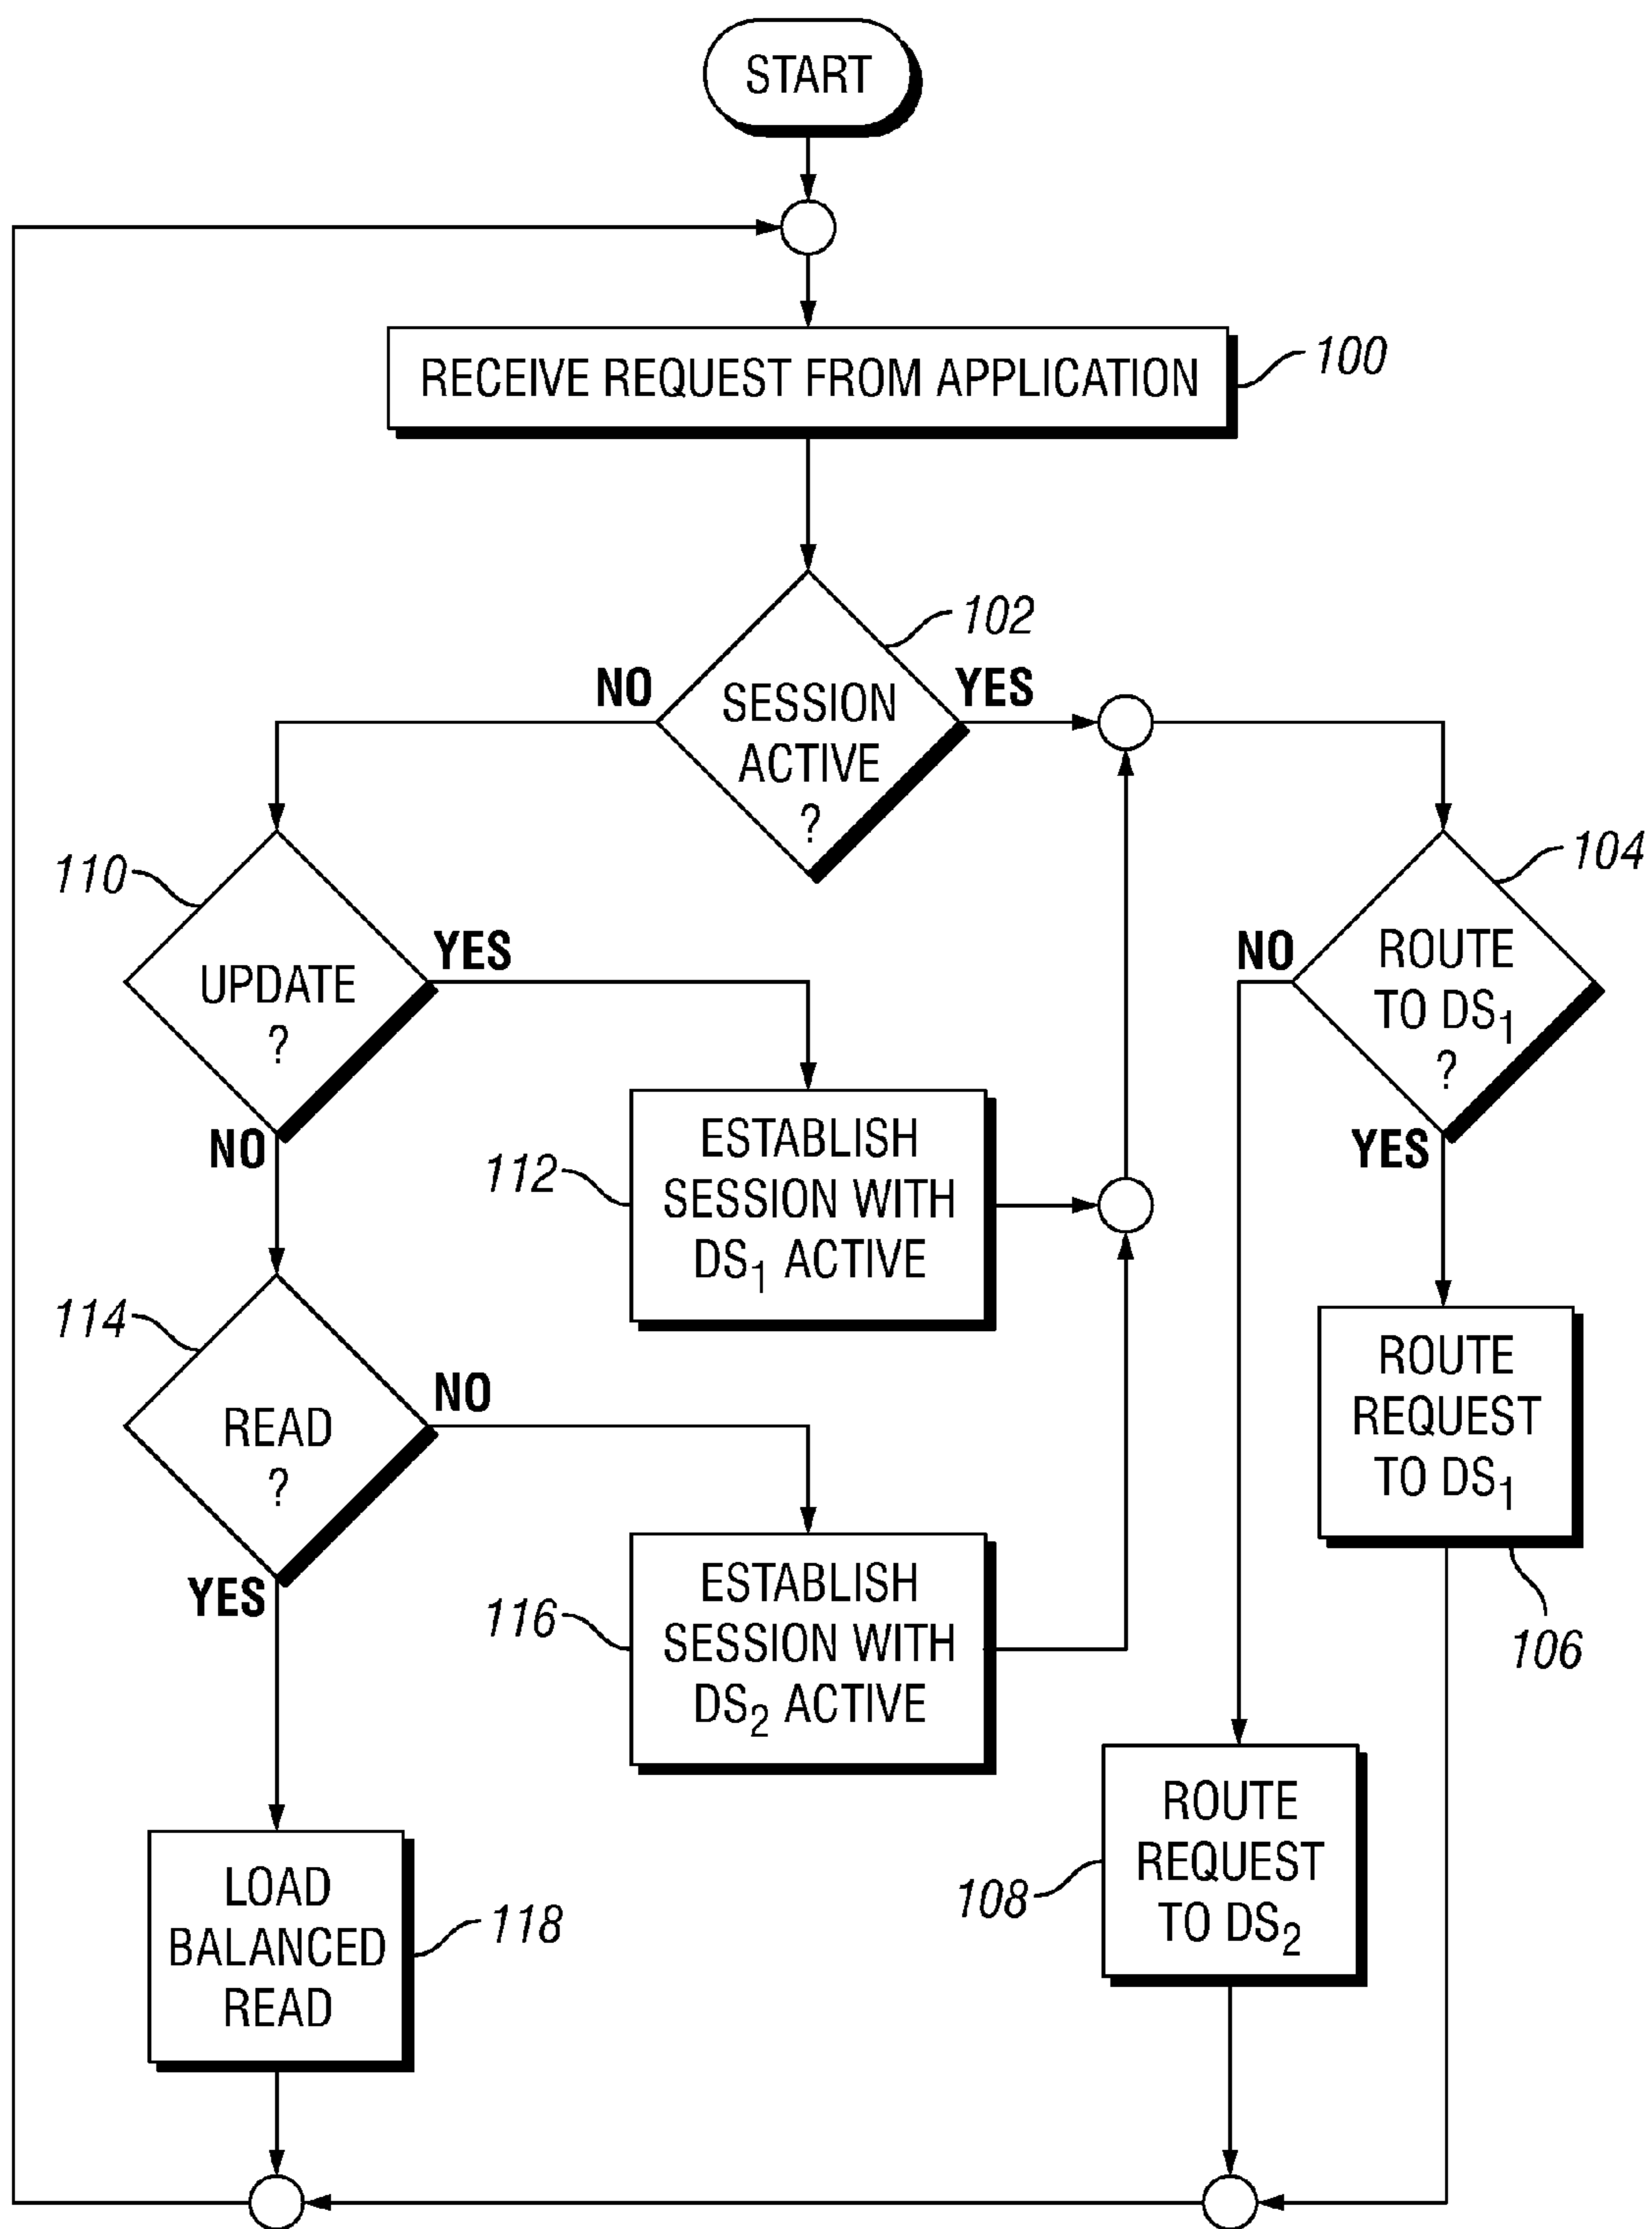 START
RECEIVE REQUEST FROM APPLICATION
100
102
NO
YES
SESSION
ACTIVE
?
110
UPDATE
?
YES
NO
104
NO
ROUTE
TO DS₁
?
YES
112
ESTABLISH
SESSION WITH
DS₁ ACTIVE
114
READ
?
NO
YES
ROUTE
REQUEST
TO DS₁
106
116
ESTABLISH
SESSION WITH
DS₂ ACTIVE
108
ROUTE
REQUEST
TO DS₂
LOAD
BALANCED
READ
118